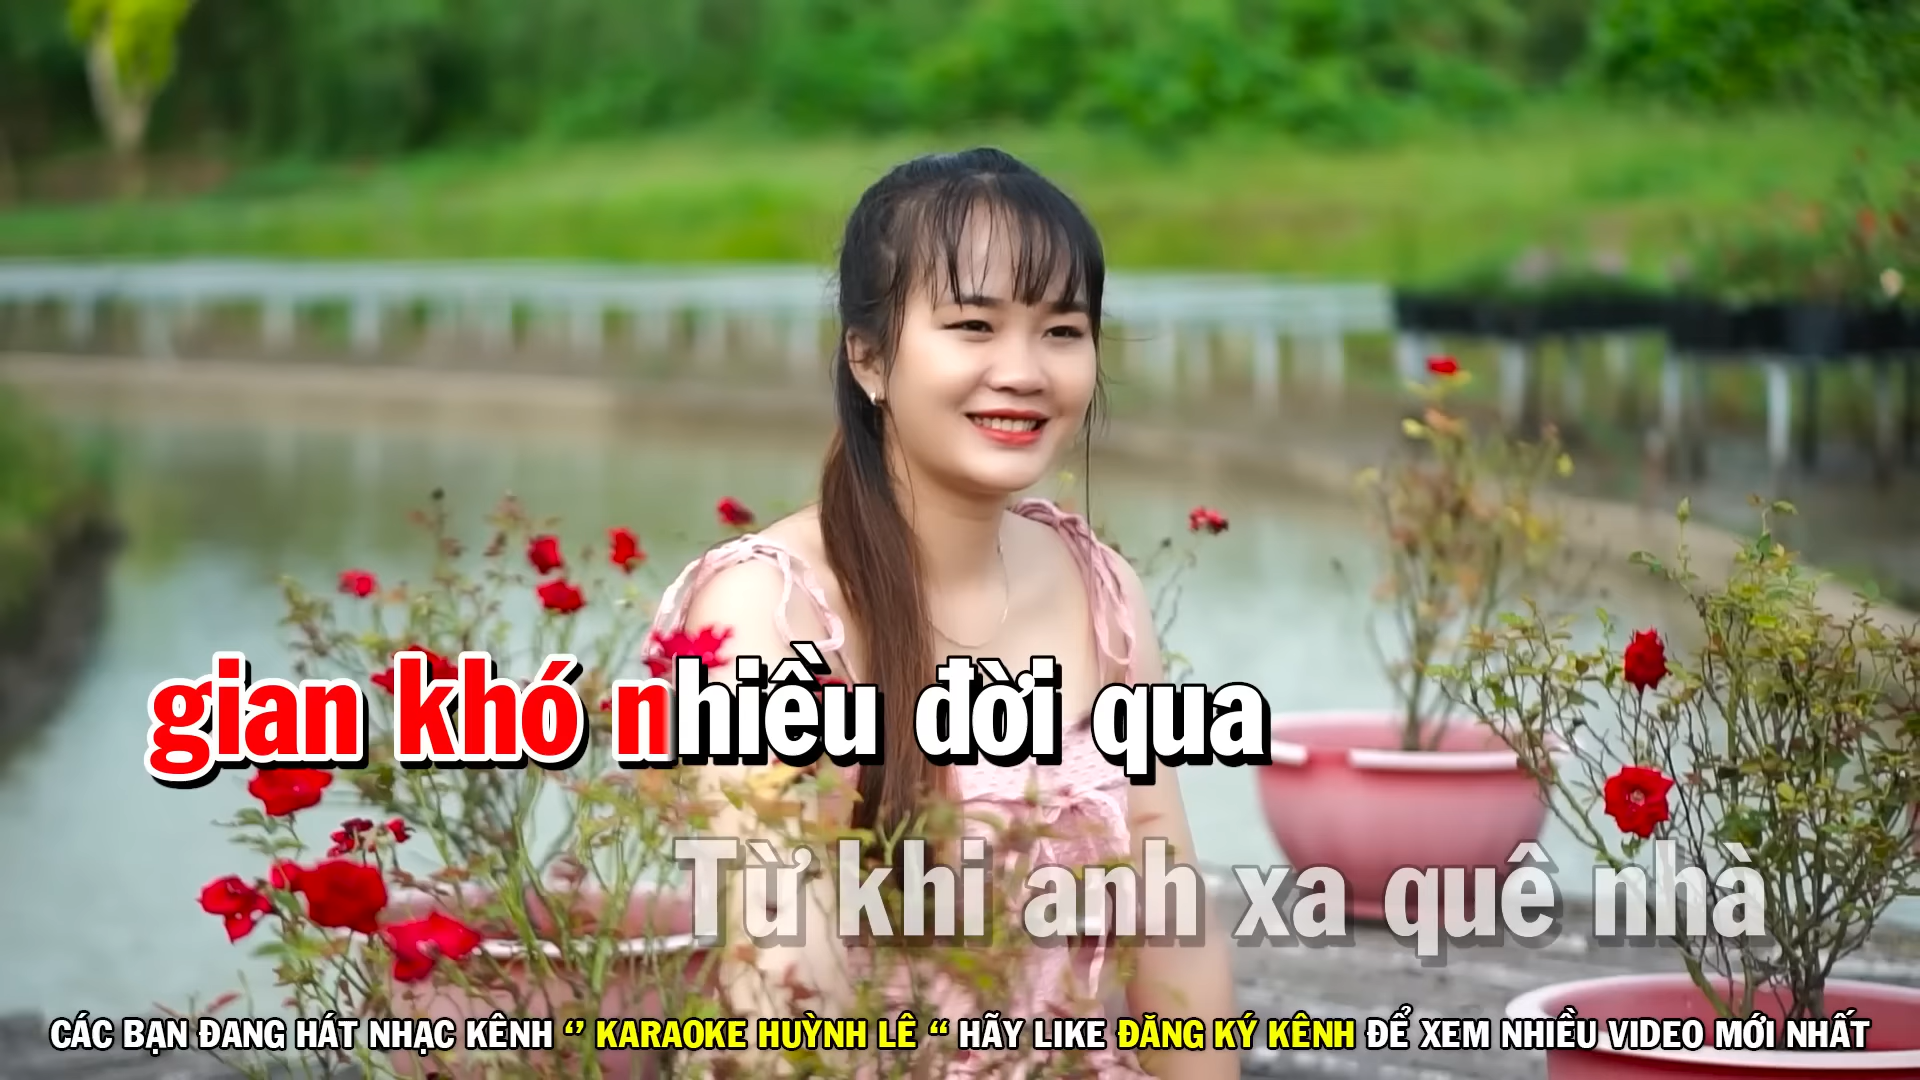 gian khó nhiều đời qua
Từ khi anh xa quê nhà
CÁC BẠN ĐANG HÁT NHẠC KÊNH ‘’ KARAOKE HUỲNH LÊ “ HÃY LIKE ĐĂNG KÝ KÊNH ĐỂ XEM NHIỀU VIDEO MỚI NHẤT